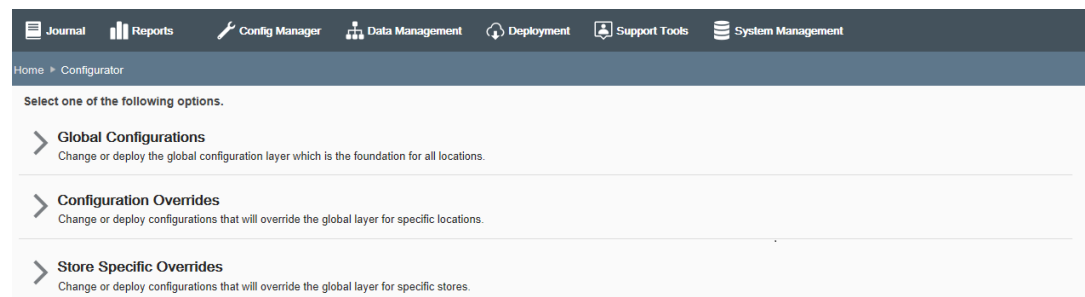 Journal Reports Config Manager Data Management Deployment Support Tools System Management
Home Configurator
Select one of the following options.
Global Configurations
Change or deploy the global configuration layer which is the foundation for all locations.
Configuration Overrides
Change or deploy configurations that will override the global layer for specific locations.
Store Specific Overrides
Change or deploy configurations that will override the global layer for specific stores.